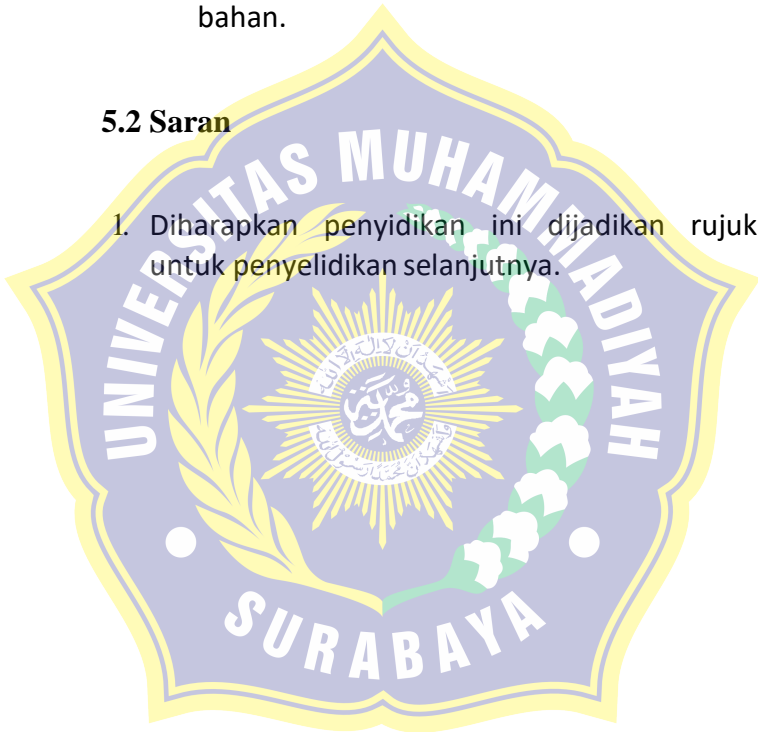 bahan.
5.2 Saran
UNIVERSITAS MUHAMMADIYAH
1. Diharapkan penyidikan ini dijadikan rujuk
untuk penyelidikan selanjutnya.
SURABAYA